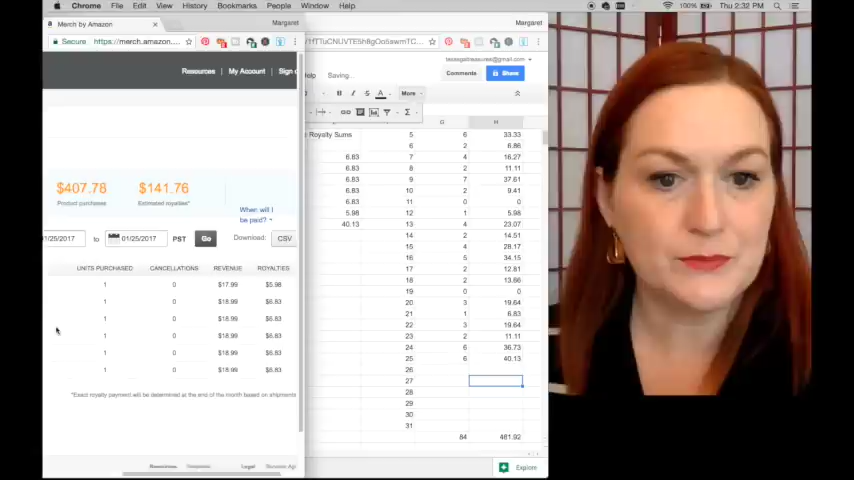 Chrome File Edit View History Bookmarks People Window Help 100% Thu 2:32 PM
Merch by Amazon Margaret Margaret
Secure https://merch.amazon.
Resources My Account Sign o
elp Saving...
Comments Share
B I S A More
Royalty Sums
$407.78 $141.76
Product purchases Estimated royalties*
When will I
be paid?
1/25/2017 to 01/25/2017 PST Go Download: CSV
UNITS PURCHASED CANCELLATIONS REVENUE ROYALTIES
1 0 $17.99 $5.98
1 0 $18.99 $6.83
1 0 $18.99 $6.83
1 0 $18.99 $6.83
1 0 $18.99 $6.83
1 0 $18.99 $6.83
*Exact royalty payment will be determined at the end of the month based on shipments
Legal
G H
5 6 33.33
6 2 6.86
6.83 7 4 16.27
6.83 8 2 11.11
6.83 9 7 37.61
6.83 10 2 9.41
6.83 11 0 0
5.98 12 1 5.98
40.13 13 4 23.07
14 2 14.51
15 4 28.17
16 5 34.15
17 2 12.81
18 2 13.66
19 0 0
20 3 19.64
21 1 6.83
22 3 19.64
23 2 11.11
24 6 36.73
25 6 40.13
26
27
28
29
30
31
84 461.92
Explore